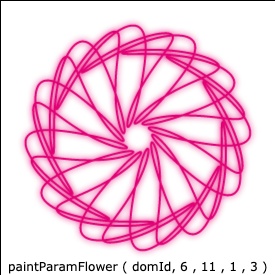 paintParamFlower ( domId, 6 , 11 , 1 , 3 )